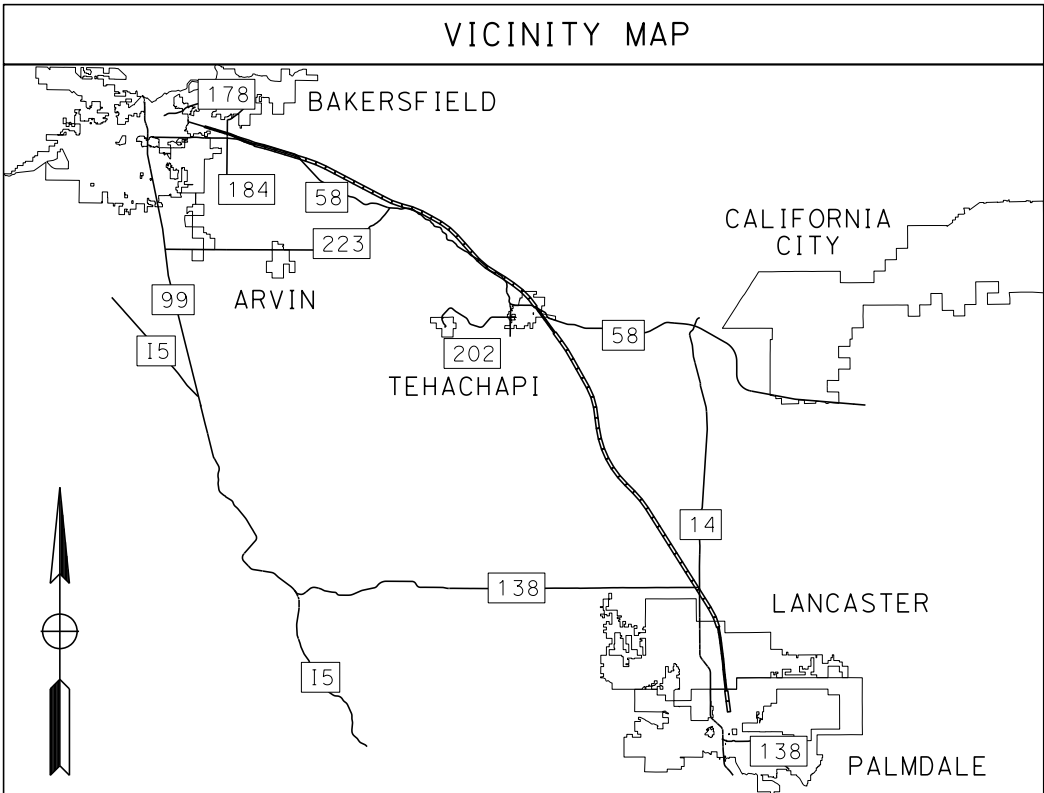 VICINITY MAP
178
BAKERSFIELD
184
58
223
CALIFORNIA
CITY
99
ARVIN
I5
58
202
TEHACHAPI
14
138
LANCASTER
I5
138
PALMDALE